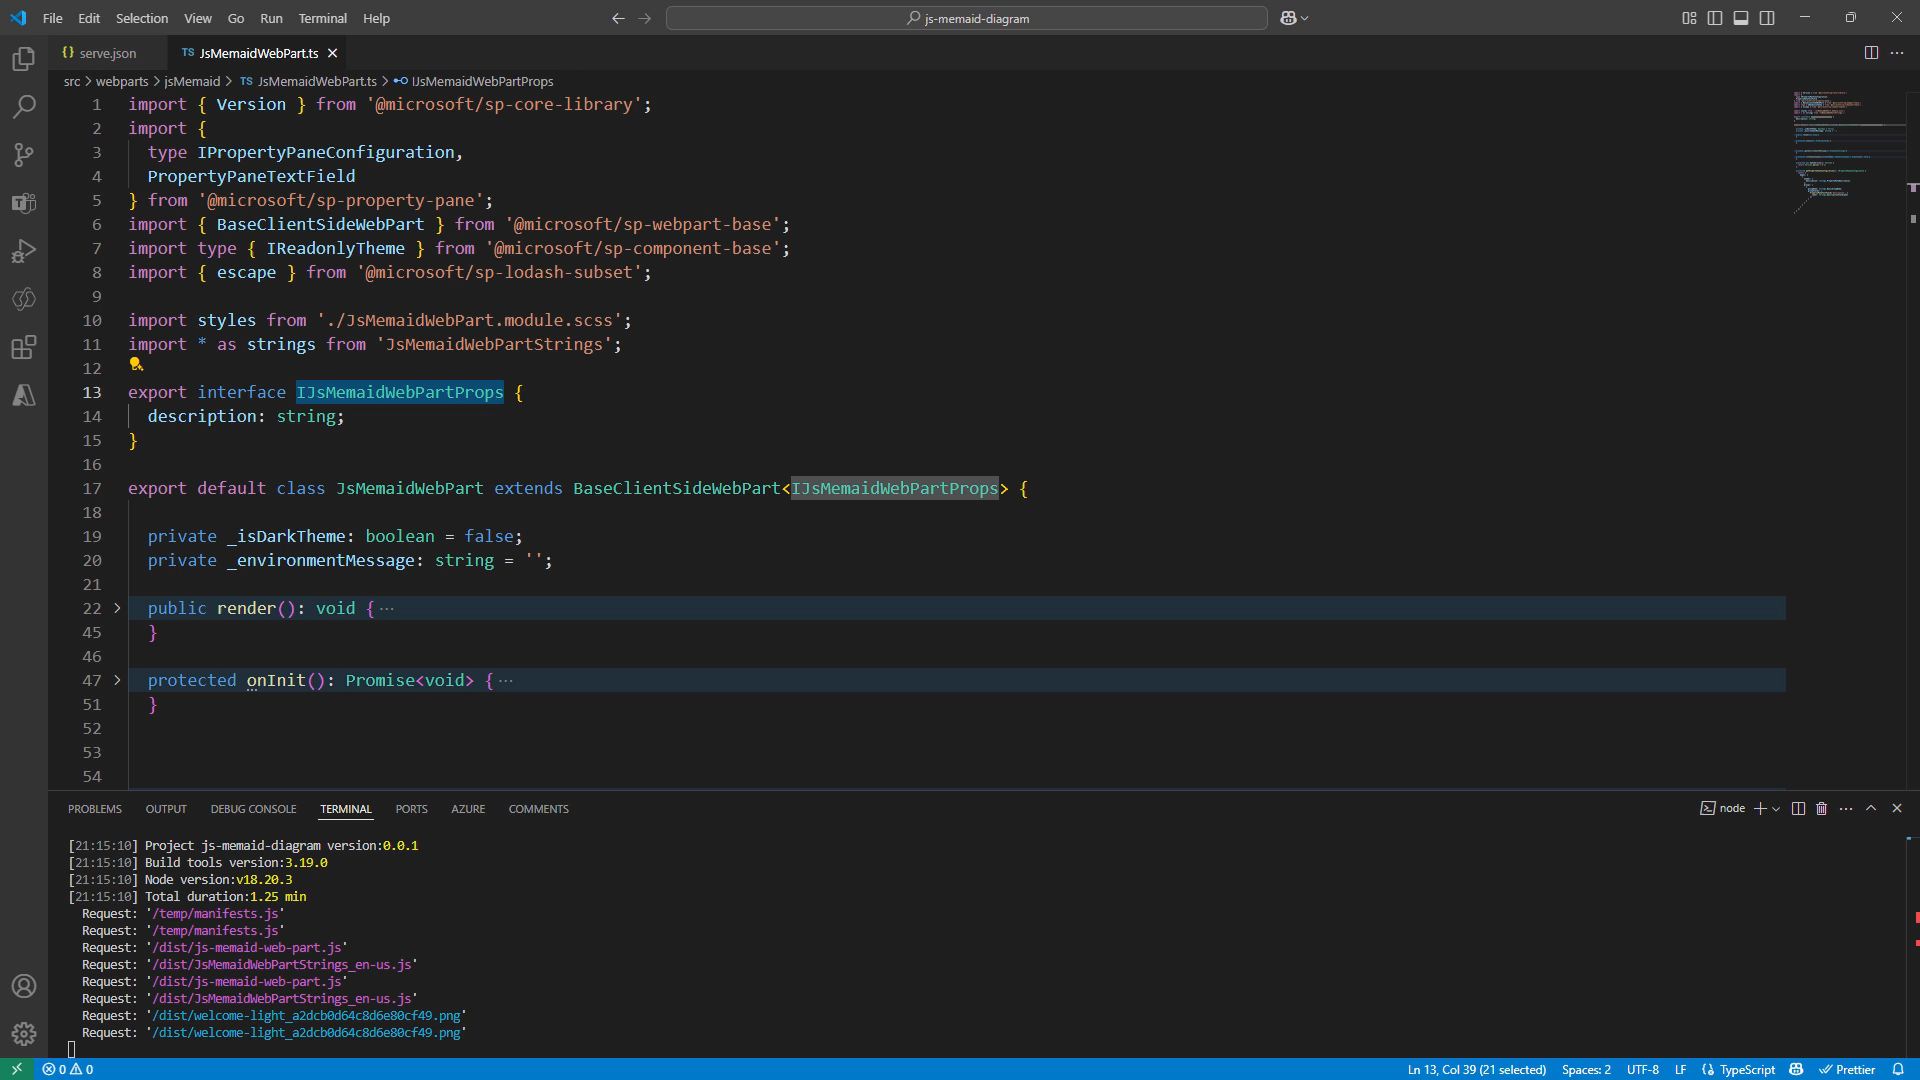 File Edit Selection View Go Run Terminal Help
js-memaid-diagram
{} serve.json
TS JsMemaidWebPart.ts
src > webparts > jsMemaid > TS JsMemaidWebPart.ts > IJsMemaidWebPartProps
1 import { Version } from '@microsoft/sp-core-library';
2 import {
3 type IPropertyPaneConfiguration,
4 PropertyPaneTextField
5 } from '@microsoft/sp-property-pane';
6 import { BaseClientSideWebPart } from '@microsoft/sp-webpart-base';
7 import type { IReadonlyTheme } from '@microsoft/sp-component-base';
8 import { escape } from '@microsoft/sp-lodash-subset';
9
10 import styles from './JsMemaidWebPart.module.scss';
11 import * as strings from 'JsMemaidWebPartStrings';
12
13 export interface IJsMemaidWebPartProps {
14 description: string;
15 }
16
17 export default class JsMemaidWebPart extends BaseClientSideWebPart<IJsMemaidWebPartProps> {
18
19 private _isDarkTheme: boolean = false;
20 private _environmentMessage: string = '';
21
22 public render(): void { ···
45 }
46
47 protected onInit(): Promise<void> { ···
51 }
52
53
54
PROBLEMS OUTPUT DEBUG CONSOLE TERMINAL PORTS AZURE COMMENTS
node
[21:15:10] Project js-memaid-diagram version:0.0.1
[21:15:10] Build tools version:3.19.0
[21:15:10] Node version:v18.20.3
[21:15:10] Total duration:1.25 min
Request: '/temp/manifests.js'
Request: '/temp/manifests.js'
Request: '/dist/js-memaid-web-part.js'
Request: '/dist/JsMemaidWebPartStrings_en-us.js'
Request: '/dist/js-memaid-web-part.js'
Request: '/dist/JsMemaidWebPartStrings_en-us.js'
Request: '/dist/welcome-light_a2dcb0d64c8d6e80cf49.png'
Request: '/dist/welcome-light_a2dcb0d64c8d6e80cf49.png'
0 0
Ln 13, Col 39 (21 selected) Spaces: 2 UTF-8 LF {} TypeScript Prettier